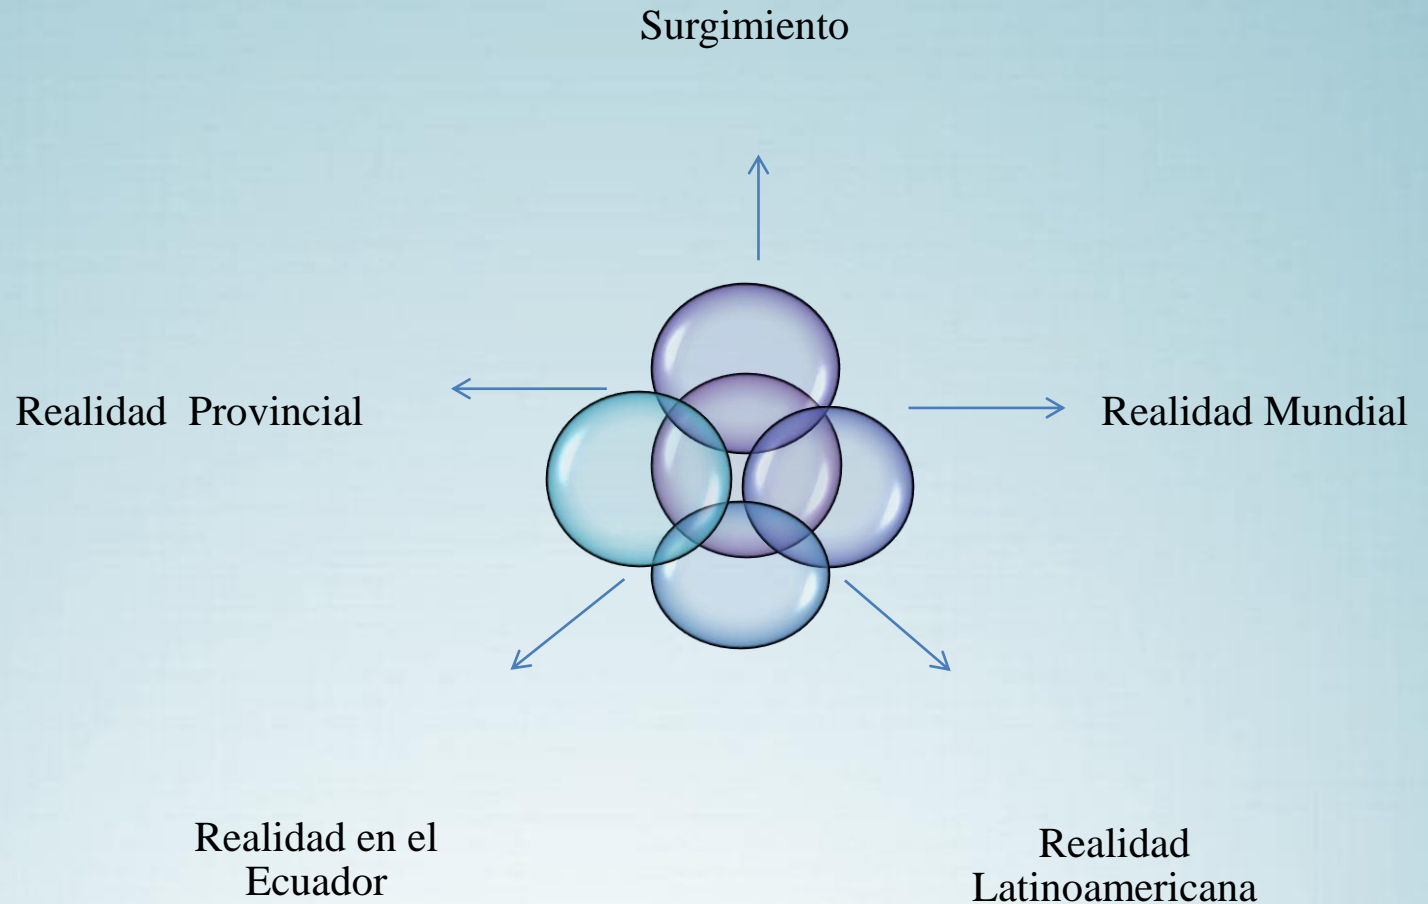 Surgimiento
Realidad  Provincial
Realidad Mundial
Realidad en el
Ecuador
Realidad
Latinoamericana